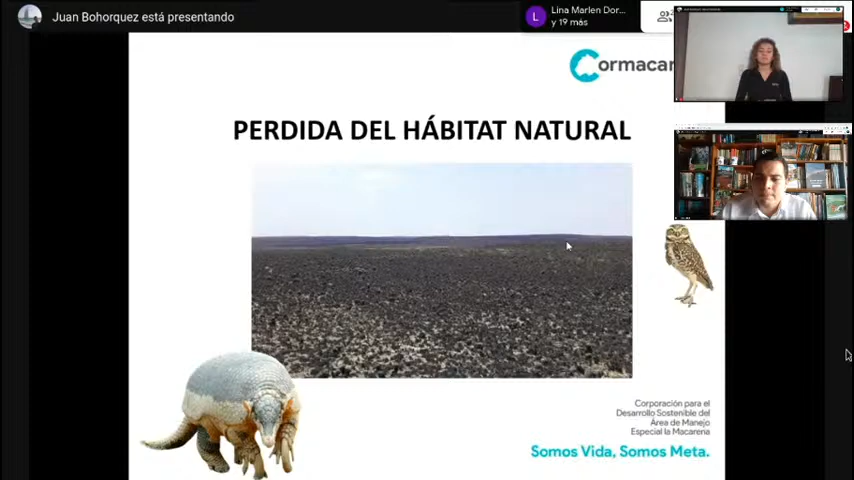 Juan Bohorquez está presentando
Lina Marlen Dor...
L
y 19 más
Cormacar
PERDIDA DEL HÁBITAT NATURAL
Corporación para el
Desarrollo Sostenible del
Área de Manejo
Especial la Macarena
Somos Vida, Somos Meta.